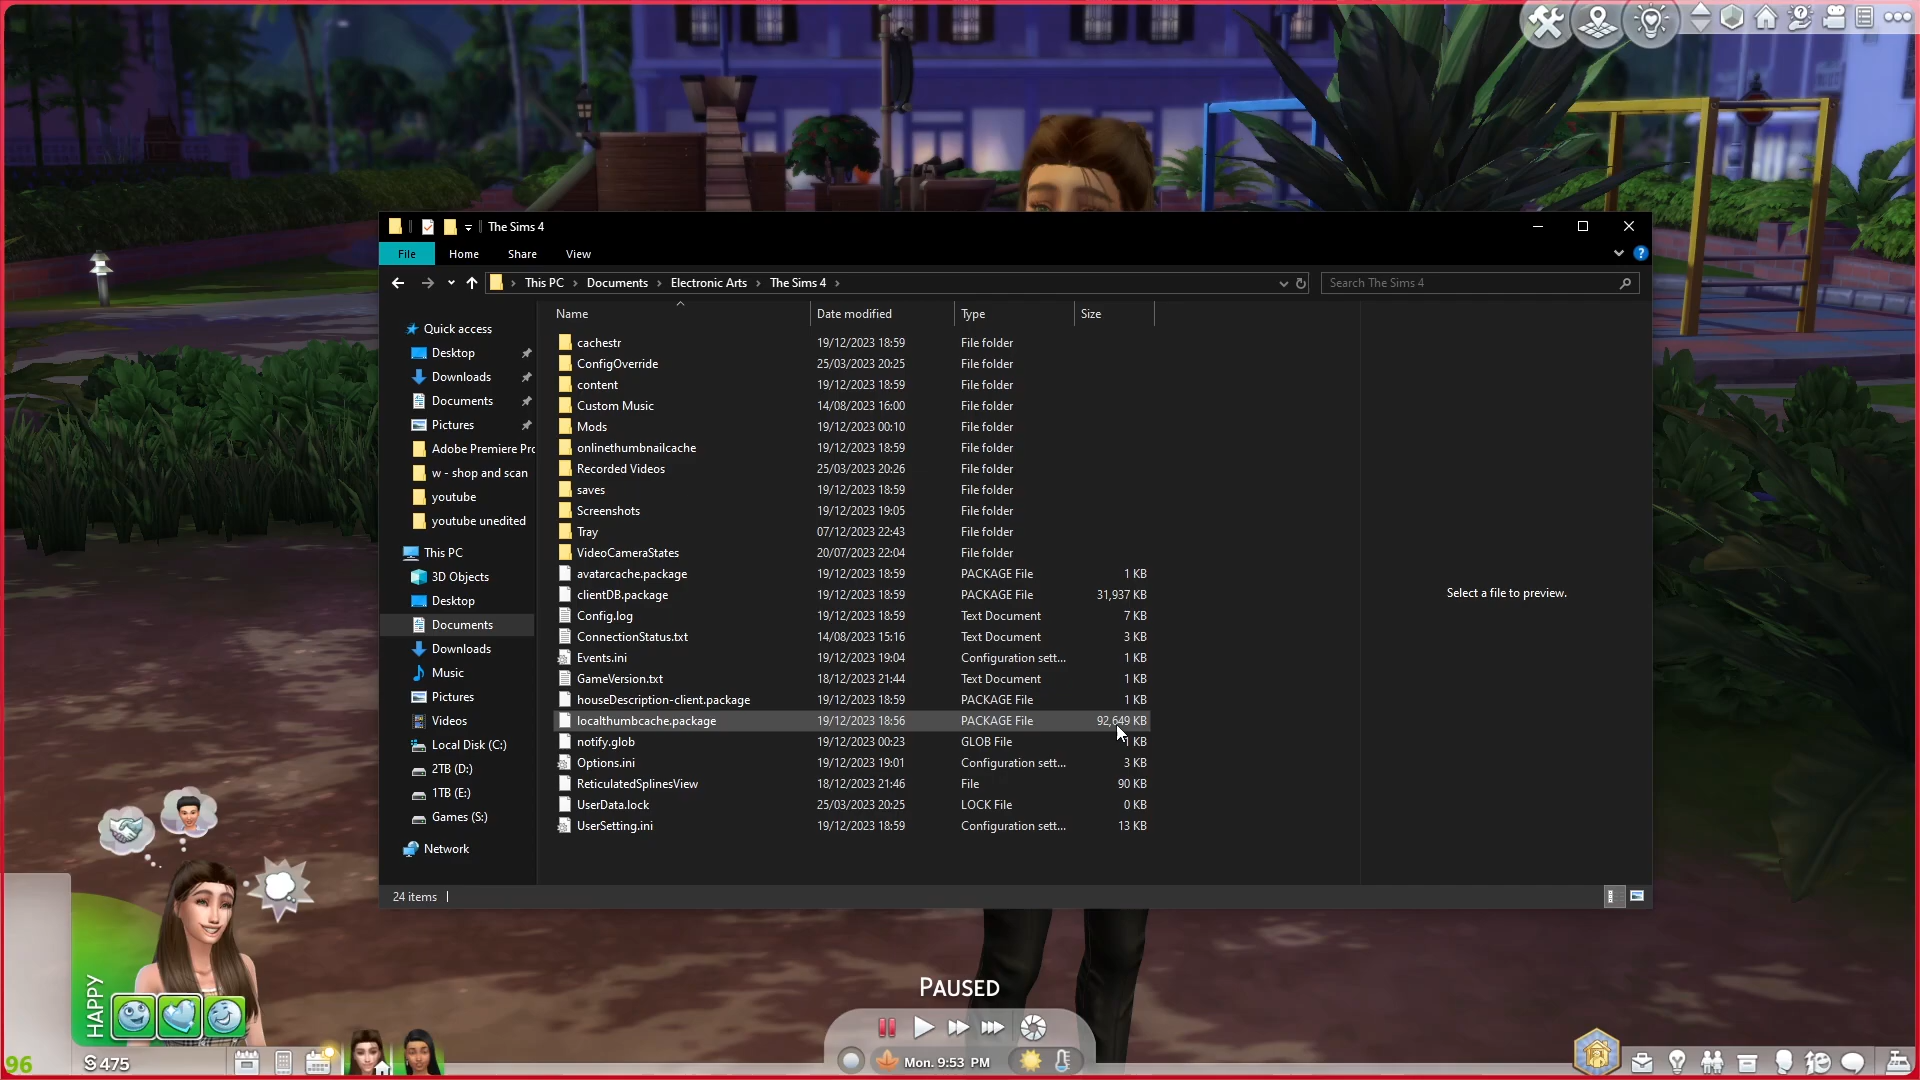 The Sims 4
File
Home
Share
View
This PC
Documents
Electronic Arts
The Sims 4
Search The Sims 4
Name
Date modified
Type
Size
Quick access
Desktop
Downloads
Documents
Pictures
Adobe Premiere Pro
w - shop and scan
youtube
youtube unedited
This PC
3D Objects
Desktop
Documents
Downloads
Music
Pictures
Videos
Local Disk (C:)
2TB (D:)
1TB (E:)
Games (S:)
Network
cachestr 19/12/2023 18:59 File folder
ConfigOverride 25/03/2023 20:25 File folder
content 19/12/2023 18:59 File folder
Custom Music 14/08/2023 16:00 File folder
Mods 19/12/2023 00:10 File folder
onlinethumbnailcache 19/12/2023 18:59 File folder
Recorded Videos 25/03/2023 20:26 File folder
saves 19/12/2023 18:59 File folder
Screenshots 19/12/2023 19:05 File folder
Tray 07/12/2023 22:43 File folder
VideoCameraStates 20/07/2023 22:04 File folder
avatarcache.package 19/12/2023 18:59 PACKAGE File 1 KB
clientDB.package 19/12/2023 18:59 PACKAGE File 31,937 KB
Config.log 19/12/2023 18:59 Text Document 7 KB
ConnectionStatus.txt 14/08/2023 15:16 Text Document 3 KB
Events.ini 19/12/2023 19:04 Configuration sett... 1 KB
GameVersion.txt 18/12/2023 21:44 Text Document 1 KB
houseDescription-client.package 19/12/2023 18:59 PACKAGE File 1 KB
localthumbcache.package 19/12/2023 18:56 PACKAGE File 92,649 KB
notify.glob 19/12/2023 00:23 GLOB File 1 KB
Options.ini 19/12/2023 19:01 Configuration sett... 3 KB
ReticulatedSplinesView 18/12/2023 21:46 File 90 KB
UserData.lock 25/03/2023 20:25 LOCK File 0 KB
UserSetting.ini 19/12/2023 18:59 Configuration sett... 13 KB
Select a file to preview.
24 items
HAPPY
PAUSED
96
§475
Mon. 9:53 PM